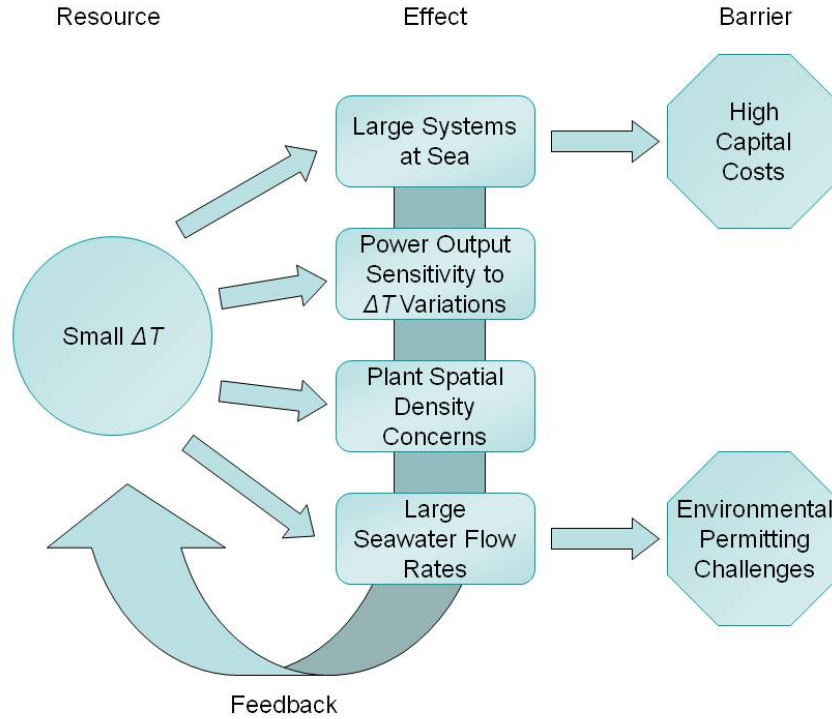 Resource
Effect
Barrier
Large Systems
at Sea
High
Capital
Costs
Power Output
Sensitivity to
ΔT Variations
Small ΔT
Plant Spatial
Density
Concerns
Large
Seawater Flow
Rates
Environmental
Permitting
Challenges
Feedback